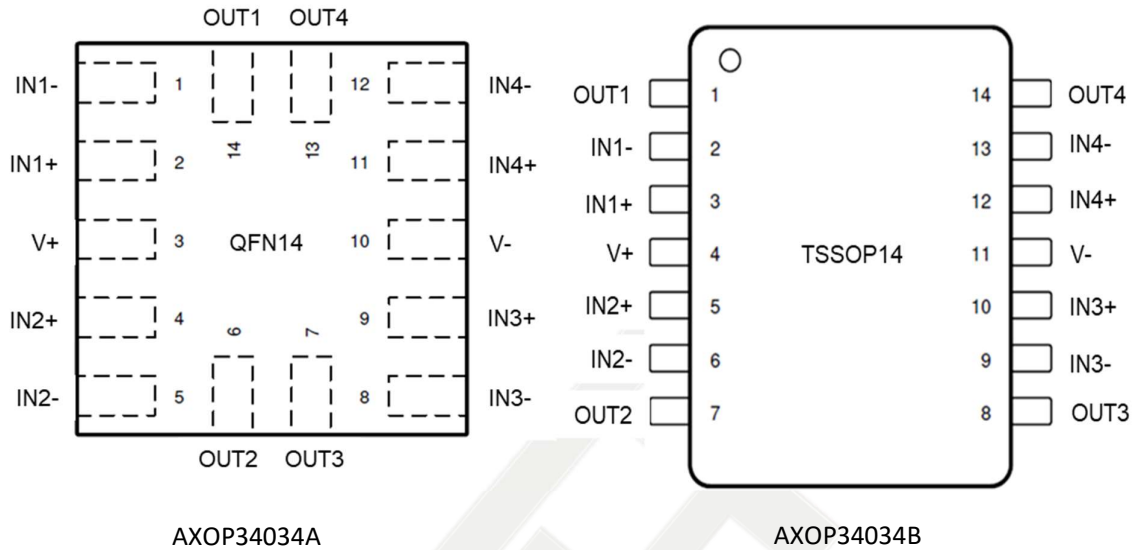 OUT1 OUT4
IN1- 1 12 IN4-
14 13
IN1+ 2 11 IN4+
V+ 3 QFN14 10 V-
IN2+ 4 9 IN3+
6 7
IN2- 5 8 IN3-
OUT2 OUT3
AXOP34034A
OUT1 1 14 OUT4
IN1- 2 13 IN4-
IN1+ 3 12 IN4+
V+ 4 TSSOP14 11 V-
IN2+ 5 10 IN3+
IN2- 6 9 IN3-
OUT2 7 8 OUT3
AXOP34034B